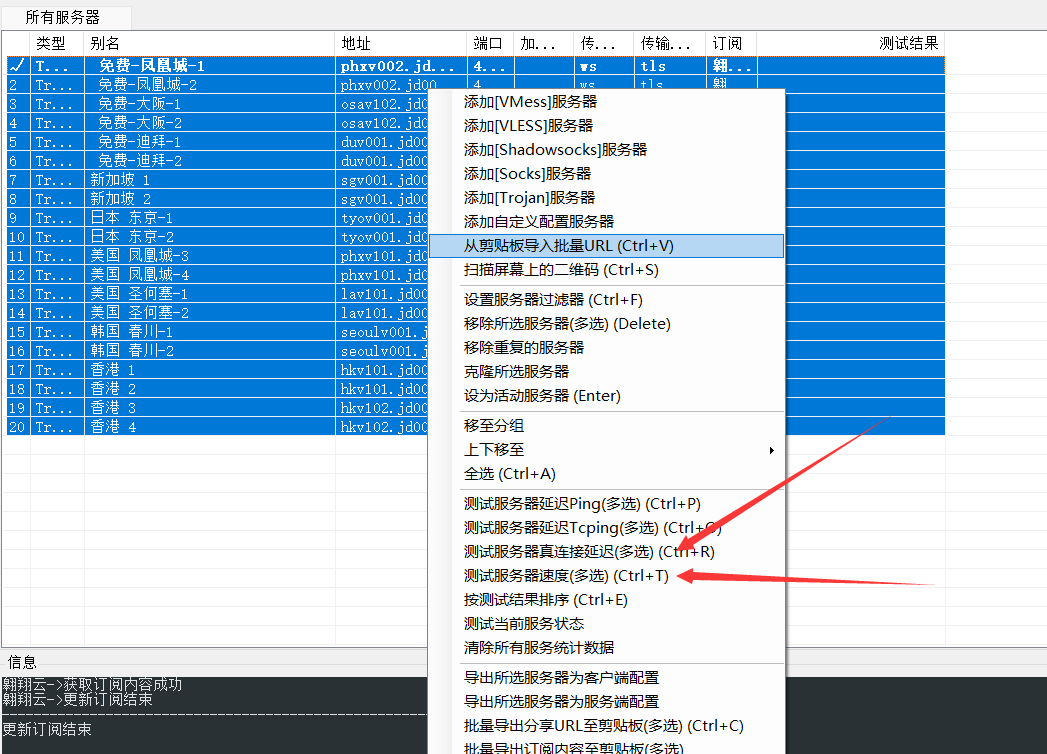 所有服务器
类型 别名 地址 端口 加... 传... 传输... 订阅 测试结果
T... 免费-凤凰城-1 phxv002.jd... 4... ws tls 翱...
2 Tr... 免费-凤凰城-2 phxv002.jd00 4 ws tls 翱
3 Tr... 免费-大阪-1 osav102.jd0
4 Tr... 免费-大阪-2 osav102.jd0
5 Tr... 免费-迪拜-1 duv001.jd00
6 Tr... 免费-迪拜-2 duv001.jd00
7 Tr... 新加坡 1 sgv001.jd00
8 Tr... 新加坡 2 sgv001.jd00
9 Tr... 日本 东京-1 tyov001.jd0
10 Tr... 日本 东京-2 tyov001.jd0
11 Tr... 美国 凤凰城-3 phxv101.jd0
12 Tr... 美国 凤凰城-4 phxv101.jd0
13 Tr... 美国 圣何塞-1 lav101.jd00
14 Tr... 美国 圣何塞-2 lav101.jd00
15 Tr... 韩国 春川-1 seoulv001.j
16 Tr... 韩国 春川-2 seoulv001.j
17 Tr... 香港 1 hkv101.jd00
18 Tr... 香港 2 hkv101.jd00
19 Tr... 香港 3 hkv102.jd00
20 Tr... 香港 4 hkv102.jd00
添加[VMess]服务器
添加[VLESS]服务器
添加[Shadowsocks]服务器
添加[Socks]服务器
添加[Trojan]服务器
添加自定义配置服务器
从剪贴板导入批量URL (Ctrl+V)
扫描屏幕上的二维码 (Ctrl+S)
设置服务器过滤器 (Ctrl+F)
移除所选服务器(多选) (Delete)
移除重复的服务器
克隆所选服务器
设为活动服务器 (Enter)
移至分组
上下移至
全选 (Ctrl+A)
测试服务器延迟Ping(多选) (Ctrl+P)
测试服务器延迟Tcping(多选) (Ctrl+O)
测试服务器真连接延迟(多选) (Ctrl+R)
测试服务器速度(多选) (Ctrl+T)
按测试结果排序 (Ctrl+E)
测试当前服务状态
清除所有服务统计数据
导出所选服务器为客户端配置
导出所选服务器为服务端配置
批量导出分享URL至剪贴板(多选) (Ctrl+C)
批量导出订阅内容至剪贴板(多选)
信息
翱翔云->获取订阅内容成功
翱翔云->更新订阅结束
更新订阅结束